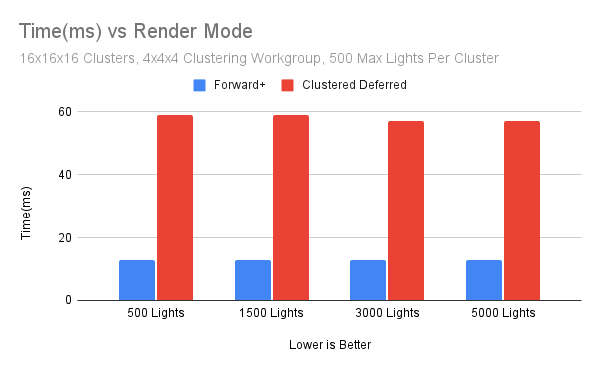 Time(ms) vs Render Mode
16x16x16 Clusters, 4x4x4 Clustering Workgroup, 500 Max Lights Per Cluster
Forward+ Clustered Deferred
60
40
20
0
Time(ms)
500 Lights 1500 Lights 3000 Lights 5000 Lights
Lower is Better